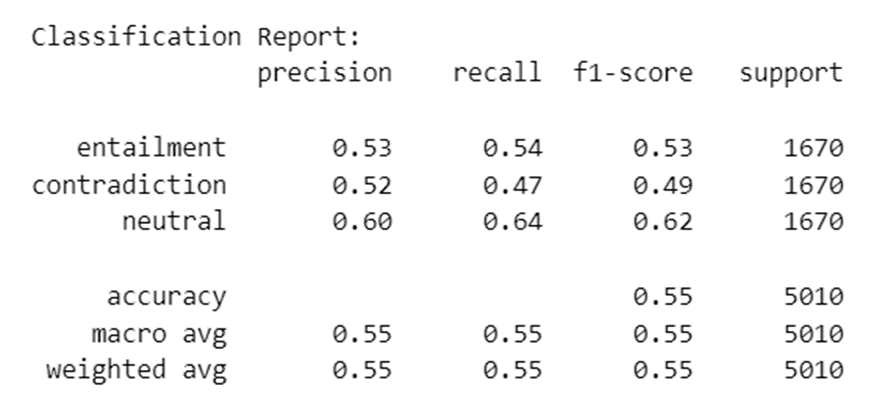 Classification Report:
precision recall f1-score support
entailment 0.53 0.54 0.53 1670
contradiction 0.52 0.47 0.49 1670
neutral 0.60 0.64 0.62 1670
accuracy 0.55 5010
macro avg 0.55 0.55 0.55 5010
weighted avg 0.55 0.55 0.55 5010